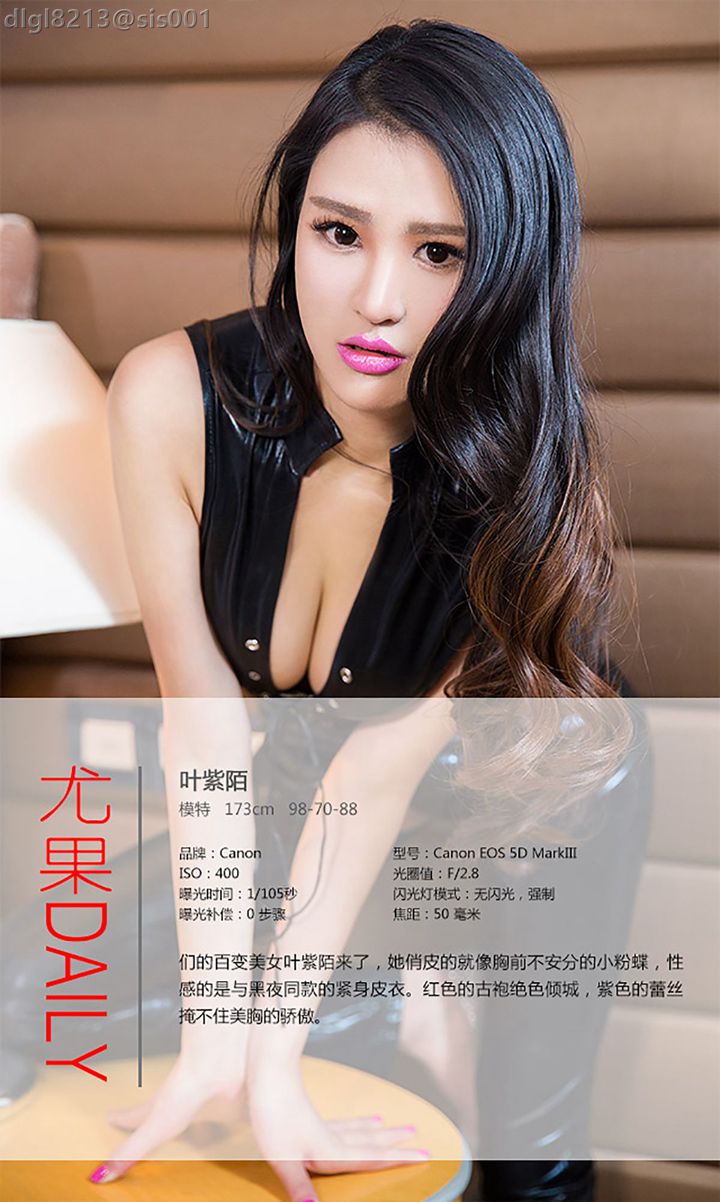 dlgl8213@sis001
尤果DAILY
叶紫陌
模特 173cm 98-70-88
品牌：Canon 型号：Canon EOS 5D MarkIII
ISO：400 光圈值：F/2.8
曝光时间：1/105秒 闪光灯模式：无闪光，强制
曝光补偿：0 步骤 焦距：50 毫米
们的百变美女叶紫陌来了，她俏皮的就像胸前不安分的小粉蝶，性
感的是与黑夜同款的紧身皮衣。红色的古袍绝色倾城，紫色的蕾丝
掩不住美胸的骄傲。